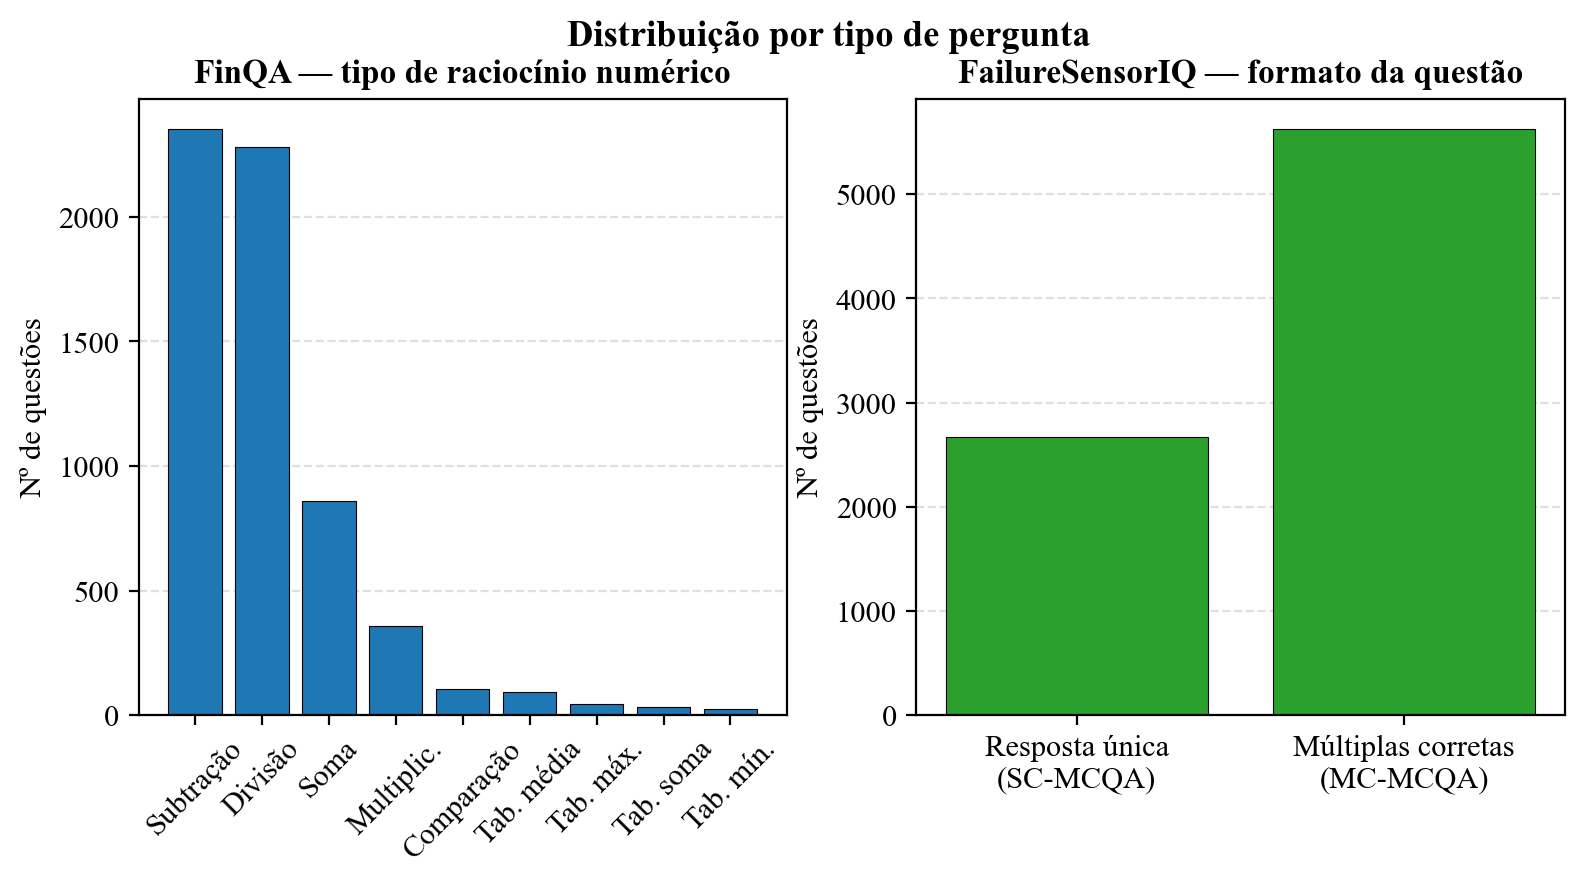 Distribuição por tipo de pergunta
FinQA — tipo de raciocínio numérico
Nº de questões
2000
1500
1000
500
0
Subtração
Divisão
Soma
Multiplic.
Comparação
Tab. média
Tab. máx.
Tab. soma
Tab. mín.
FailureSensorIQ — formato da questão
Nº de questões
5000
4000
3000
2000
1000
0
Resposta única
(SC-MCQA)
Múltiplas corretas
(MC-MCQA)